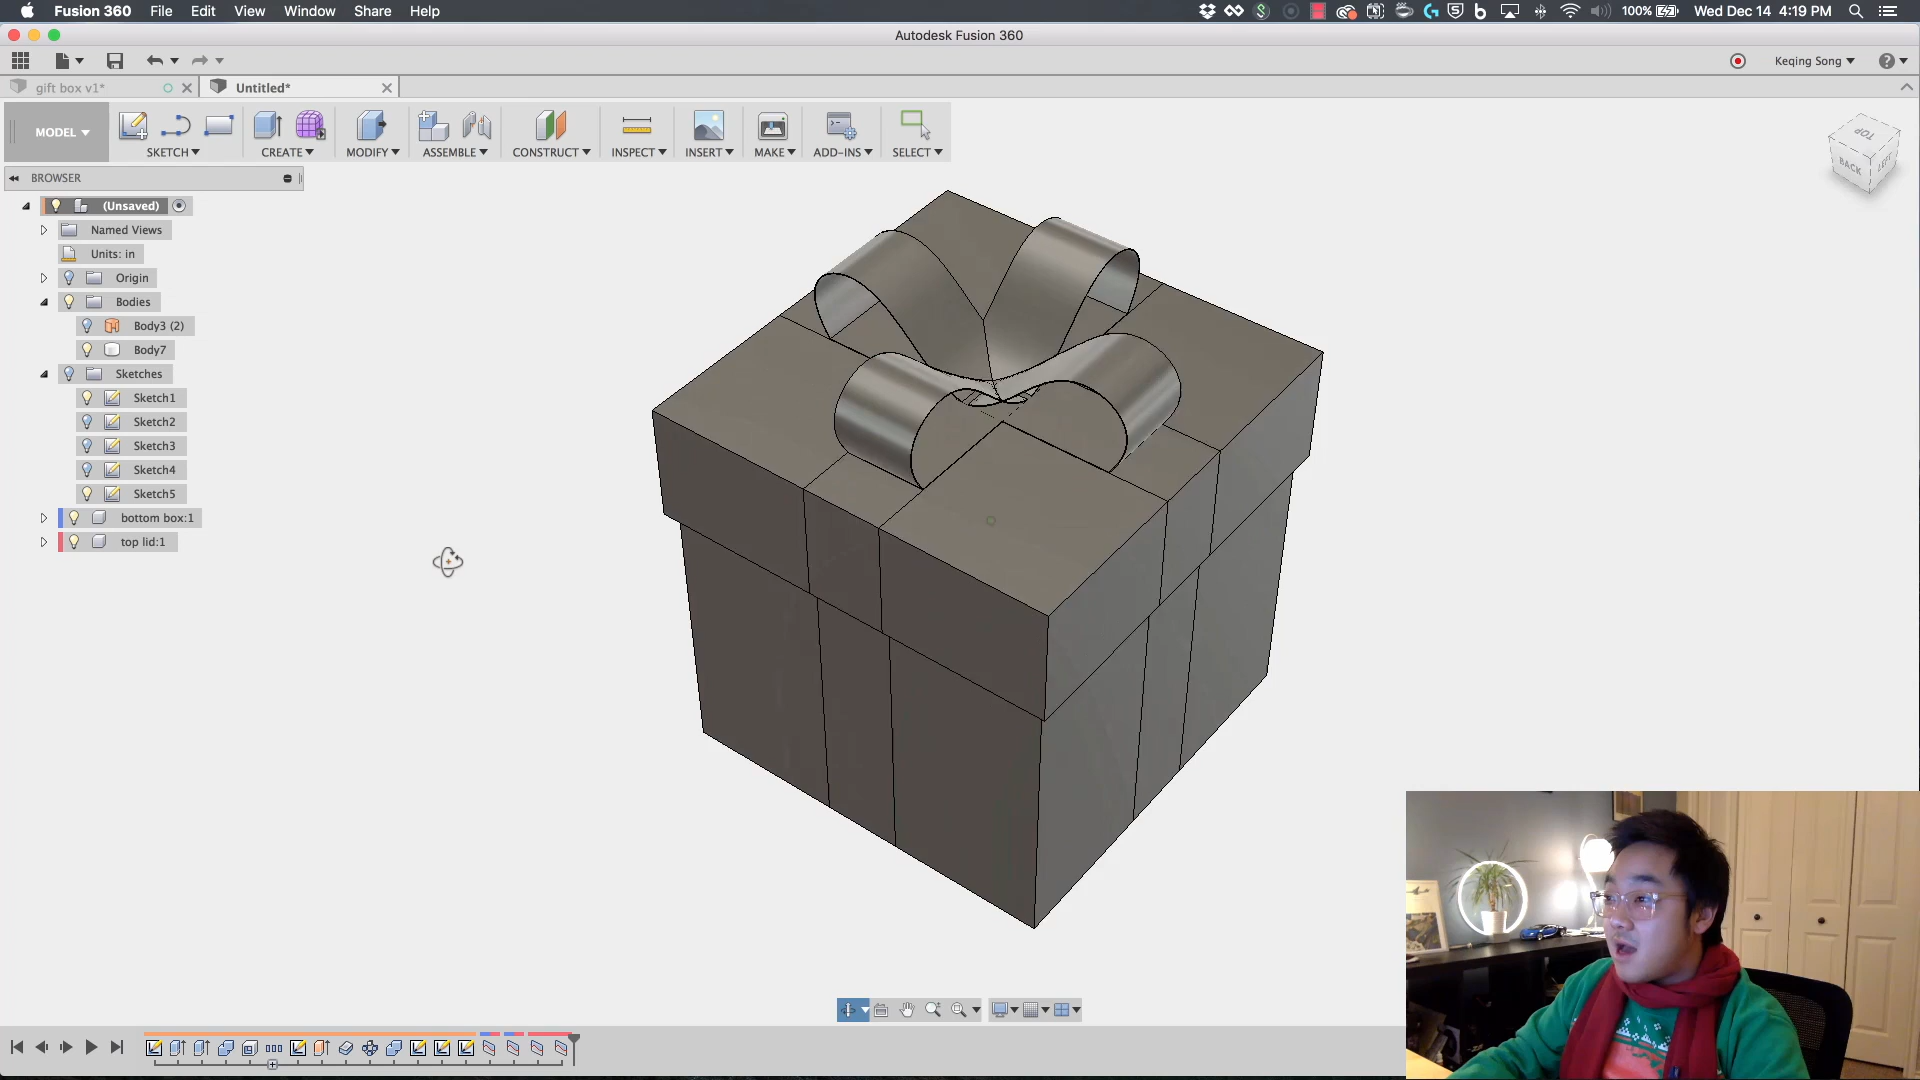 Fusion 360 File Edit View Window Share Help
100% Wed Dec 14 4:19 PM
Autodesk Fusion 360
Keqing Song
gift box v1*
Untitled*
MODEL
SKETCH
CREATE
MODIFY
ASSEMBLE
CONSTRUCT
INSPECT
INSERT
MAKE
ADD-INS
SELECT
TOP
BACK
LEFT
BROWSER
(Unsaved)
Named Views
Units: in
Origin
Bodies
Body3 (2)
Body7
Sketches
Sketch1
Sketch2
Sketch3
Sketch4
Sketch5
bottom box:1
top lid:1